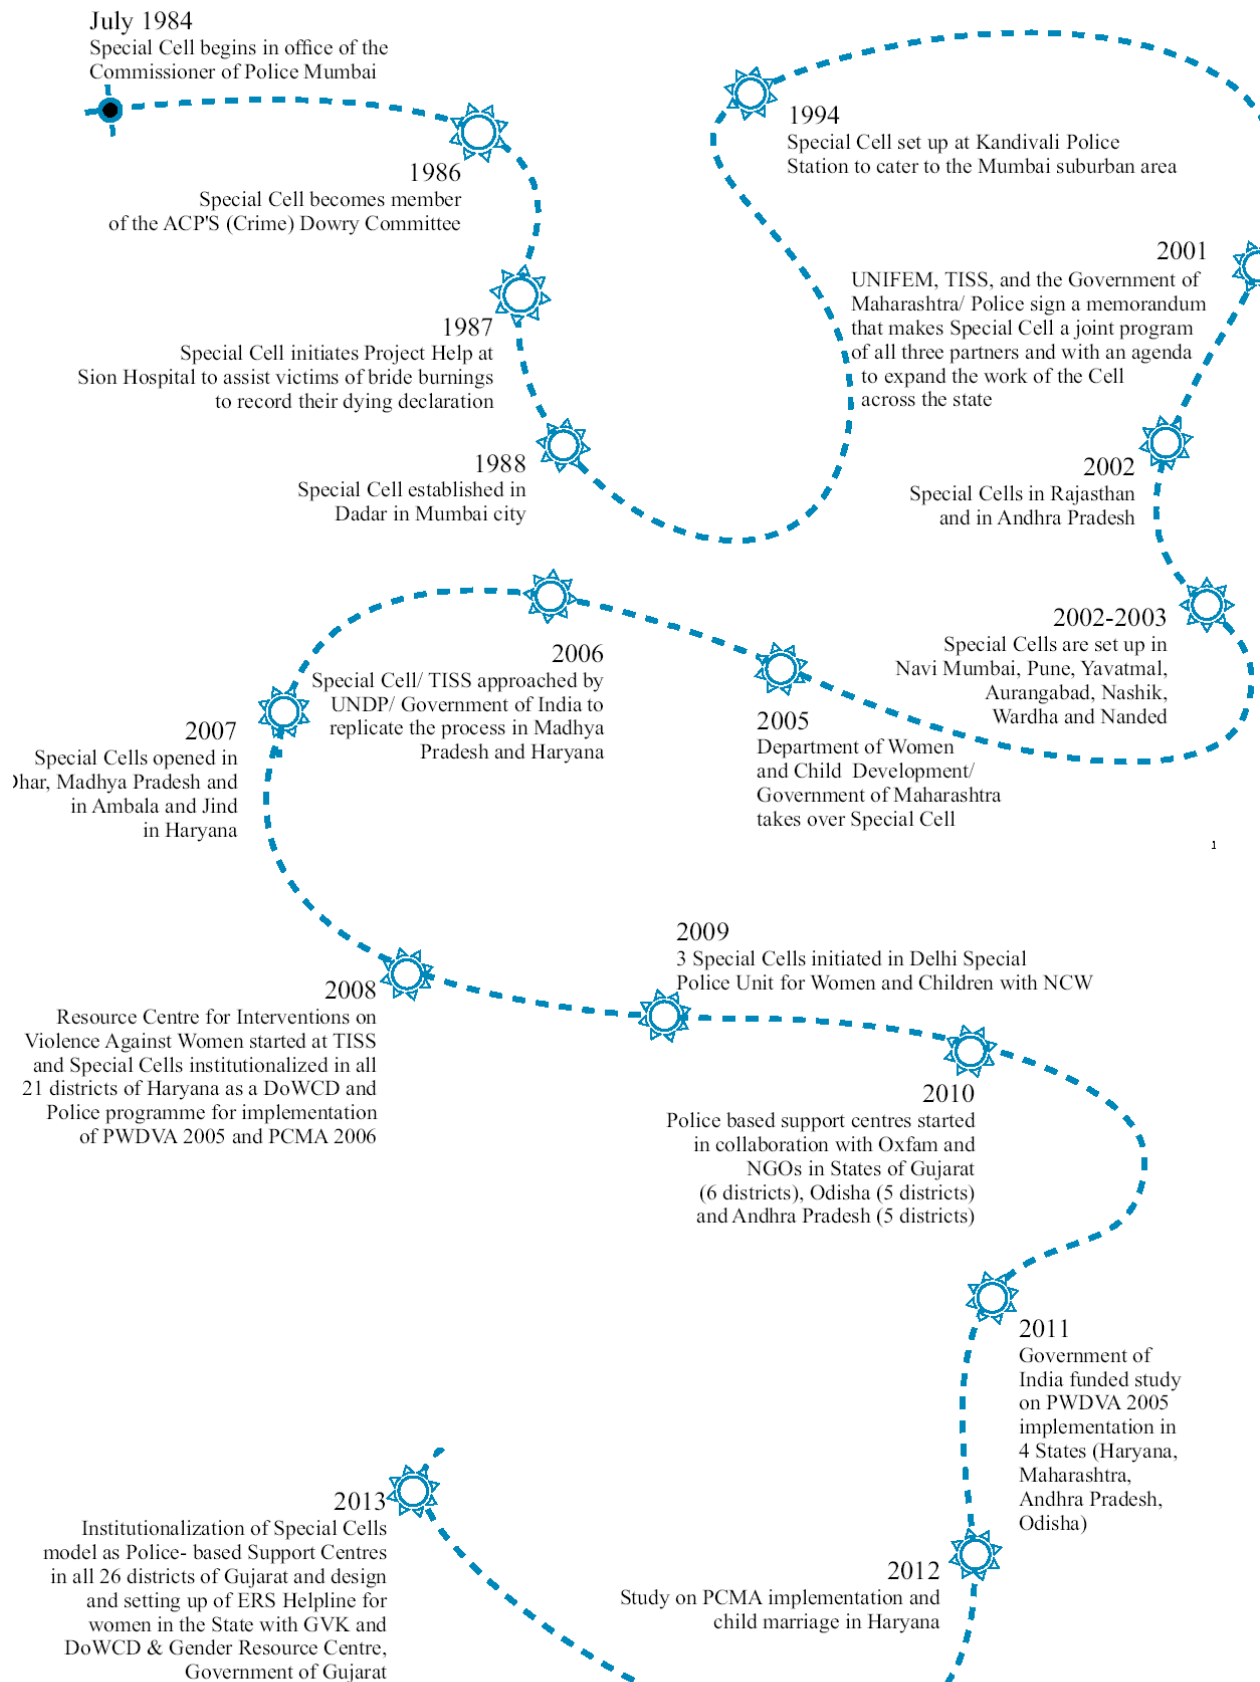 July 1984
Special Cell begins in office of the
Commissioner of Police Mumbai
1986
Special Cell becomes member
of the ACP'S (Crime) Dowry Committee
1987
Special Cell initiates Project Help at
Sion Hospital to assist victims of bride burnings
to record their dying declaration
1988
Special Cell established in
Dadar in Mumbai city
1994
Special Cell set up at Kandivali Police
Station to cater to the Mumbai suburban area
2001
UNIFEM, TISS, and the Government of
Maharashtra/ Police sign a memorandum
that makes Special Cell a joint program
of all three partners and with an agenda
to expand the work of the Cell
across the state
2002
Special Cells in Rajasthan
and in Andhra Pradesh
2002-2003
Special Cells are set up in
Navi Mumbai, Pune, Yavatmal,
Aurangabad, Nashik,
Wardha and Nanded
2005
Department of Women
and Child Development/
Government of Maharashtra
takes over Special Cell
2006
Special Cell/ TISS approached by
UNDP/ Government of India to
replicate the process in Madhya
Pradesh and Haryana
2007
Special Cells opened in
har, Madhya Pradesh and
in Ambala and Jind
in Haryana
1
2008
Resource Centre for Interventions on
Violence Against Women started at TISS
and Special Cells institutionalized in all
21 districts of Haryana as a DoWCD and
Police programme for implementation
of PWDVA 2005 and PCMA 2006
2009
3 Special Cells initiated in Delhi Special
Police Unit for Women and Children with NCW
2010
Police based support centres started
in collaboration with Oxfam and
NGOs in States of Gujarat
(6 districts), Odisha (5 districts)
and Andhra Pradesh (5 districts)
2011
Government of
India funded study
on PWDVA 2005
implementation in
4 States (Haryana,
Maharashtra,
Andhra Pradesh,
Odisha)
2012
Study on PCMA implementation and
child marriage in Haryana
2013
Institutionalization of Special Cells
model as Police- based Support Centres
in all 26 districts of Gujarat and design
and setting up of ERS Helpline for
women in the State with GVK and
DoWCD & Gender Resource Centre,
Government of Gujarat